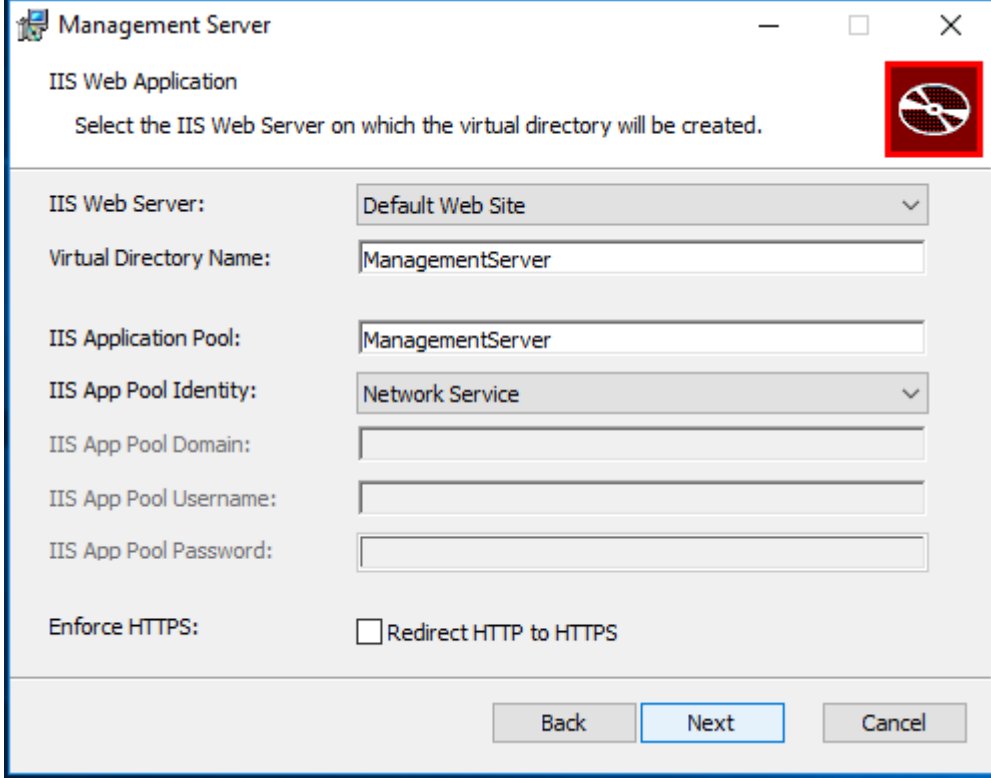 Management Server
IIS Web Application
Select the IIS Web Server on which the virtual directory will be created.
IIS Web Server: Default Web Site
Virtual Directory Name: ManagementServer
IIS Application Pool: ManagementServer
IIS App Pool Identity: Network Service
IIS App Pool Domain:
IIS App Pool Username:
IIS App Pool Password:
Enforce HTTPS: Redirect HTTP to HTTPS
Back Next Cancel